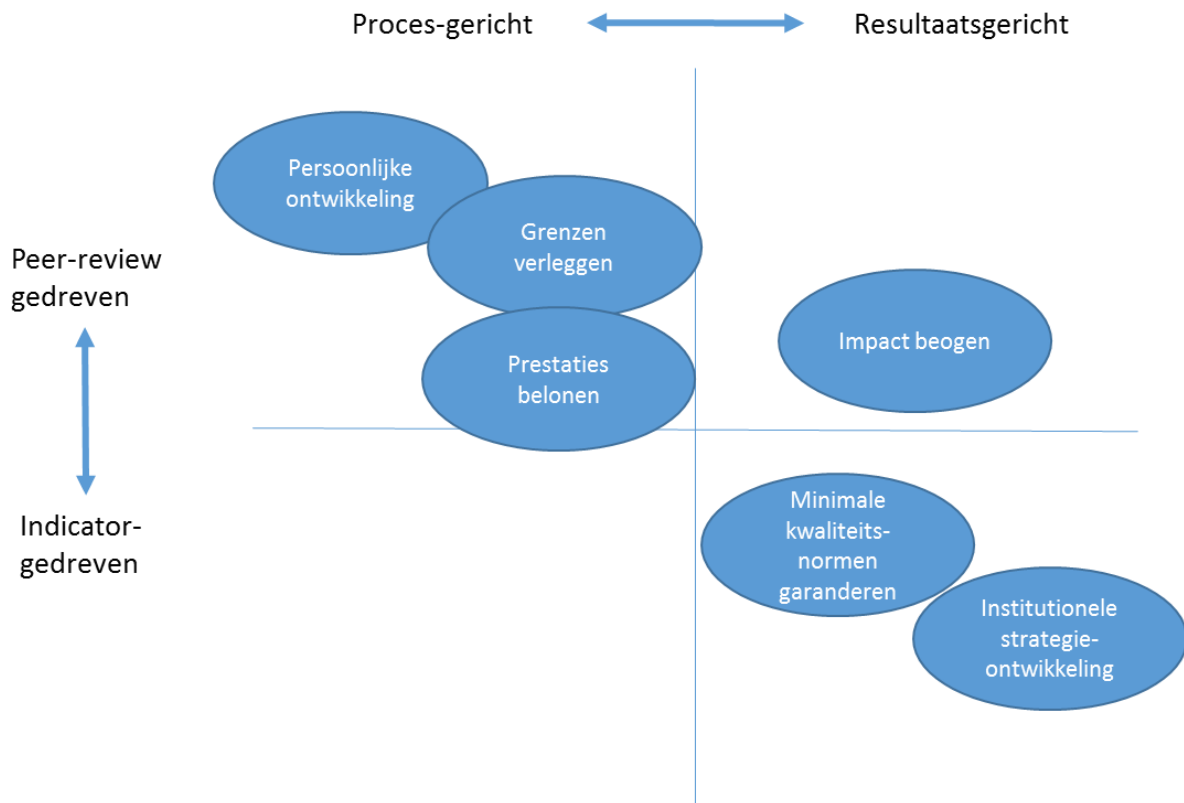 Proces-gericht
Resultaatsgericht
Persoonlijke
ontwikkeling
Grenzen
verleggen
Peer-review
gedreven
Impact beogen
Prestaties
belonen
Minimale
kwaliteits-
normen
garanderen
Indicator-
gedreven
Institutionele
strategie-
ontwikkeling